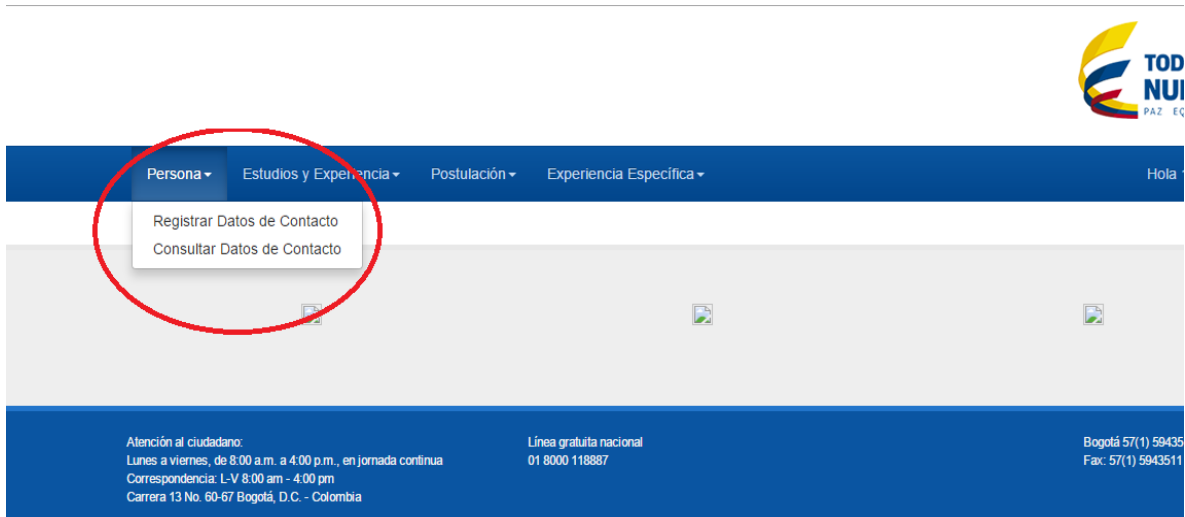 TOD
NU
PAZ EQ
Persona Estudios y Experiencia Postulación Experiencia Específica Hola
Registrar Datos de Contacto
Consultar Datos de Contacto
Atención al ciudadano:
Lunes a viernes, de 8:00 a.m. a 4:00 p.m., en jornada continua
Correspondencia: L-V 8:00 am - 4:00 pm
Carrera 13 No. 60-67 Bogotá, D.C. - Colombia
Línea gratuita nacional
01 8000 118887
Bogotá 57(1) 59435
Fax: 57(1) 5943511